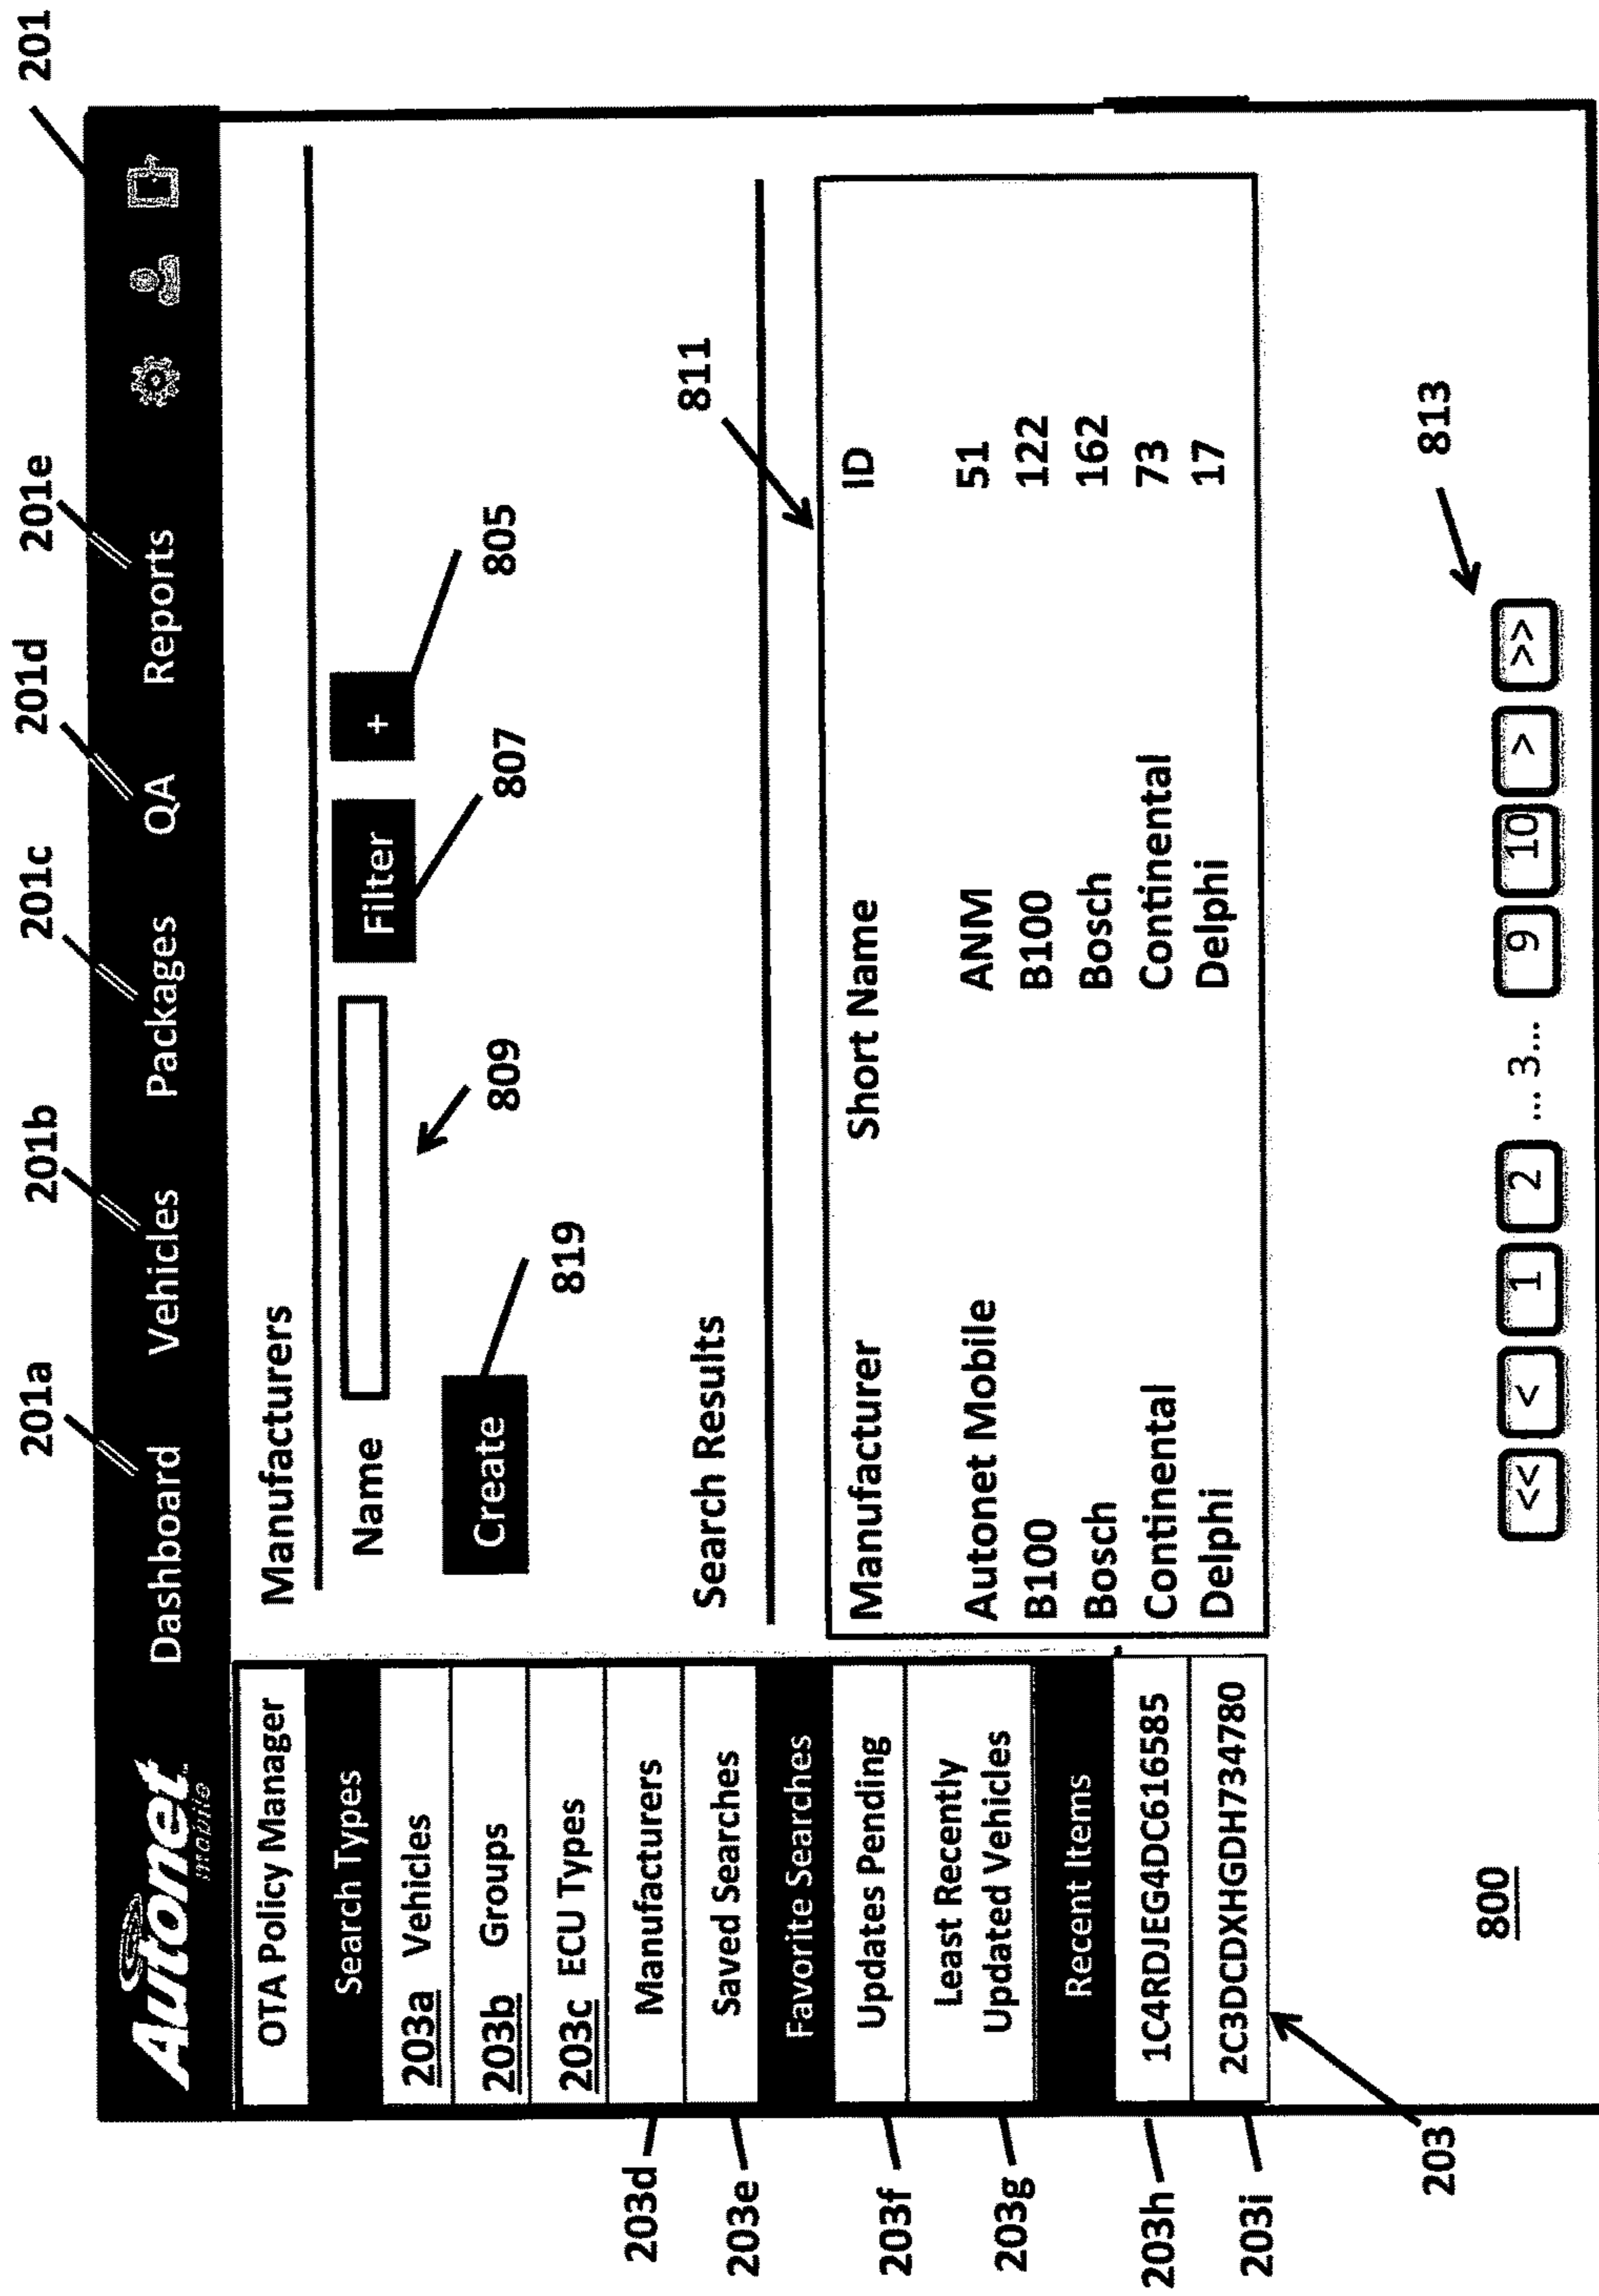 201a 201b 201c 201d 201e 201
Autonet mobile Dashboard Vehicles Packages QA Reports
OTA Policy Manager
Search Types
203a Vehicles
203b Groups
203c ECU Types
203d Manufacturers
203e Saved Searches
Favorite Searches
203f Updates Pending
203g Least Recently
Updated Vehicles
Recent Items
203h 1C4RDJEG4DC616585
203i 2C3DCDXHGDH734780
203
Manufacturers
Name Filter +
809 807 805
Create
819
Search Results
811
Manufacturer Short Name ID
Autonet Mobile ANM 51
B100 B100 122
Bosch Bosch 162
Continental Continental 73
Delphi Delphi 17
813
<< < 1 2 ... 3... 9 10 > >>
800